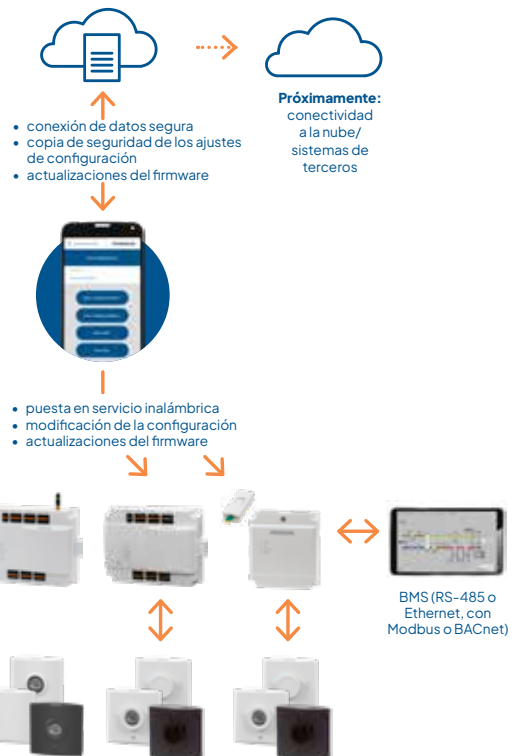 Próximamente:
conectividad
a la nube/
sistemas de
terceros
• conexión de datos segura
• copia de seguridad de los ajustes
de configuración
• actualizaciones del firmware
• puesta en servicio inalámbrica
• modificación de la configuración
• actualizaciones del firmware
BMS (RS-485 o
Ethernet, con
Modbus o BACnet)